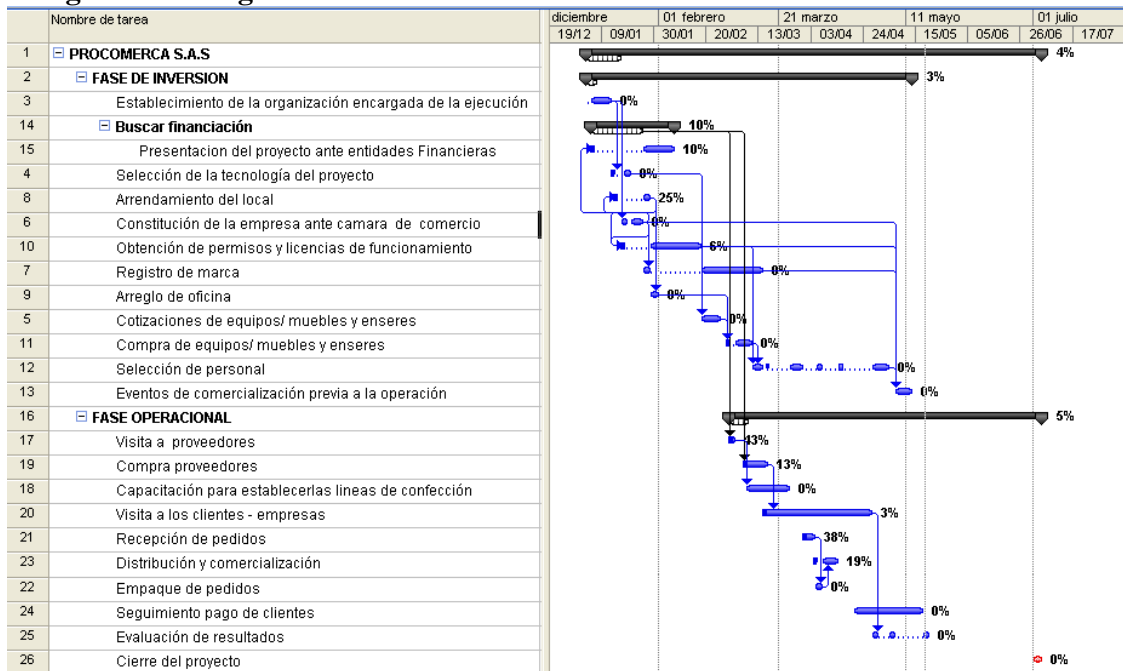 Nombre de tarea
diciembre 01 febrero 21 marzo 11 mayo 01 julio
19/12 09/01 30/01 20/02 13/03 03/04 24/04 15/05 05/06 26/06 17/07
1 PROCOMERCA S.A.S 4%
2 FASE DE INVERSION 3%
3 Establecimiento de la organización encargada de la ejecución 0%
14 Buscar financiación 10%
15 Presentacion del proyecto ante entidades Financieras 10%
4 Selección de la tecnología del proyecto 0%
8 Arrendamiento del local 25%
6 Constitución de la empresa ante camara de comercio 0%
10 Obtención de permisos y licencias de funcionamiento 6%
7 Registro de marca 0%
9 Arreglo de oficina 0%
5 Cotizaciones de equipos/ muebles y enseres 0%
11 Compra de equipos/ muebles y enseres 0%
12 Selección de personal 0%
13 Eventos de comercialización previa a la operación 0%
16 FASE OPERACIONAL 5%
17 Visita a proveedores 43%
19 Compra proveedores 13%
18 Capacitación para establecerlas lineas de confección 0%
20 Visita a los clientes - empresas 3%
21 Recepción de pedidos 38%
23 Distribución y comercialización 19%
22 Empaque de pedidos 0%
24 Seguimiento pago de clientes 0%
25 Evaluación de resultados 0%
26 Cierre del proyecto 0%